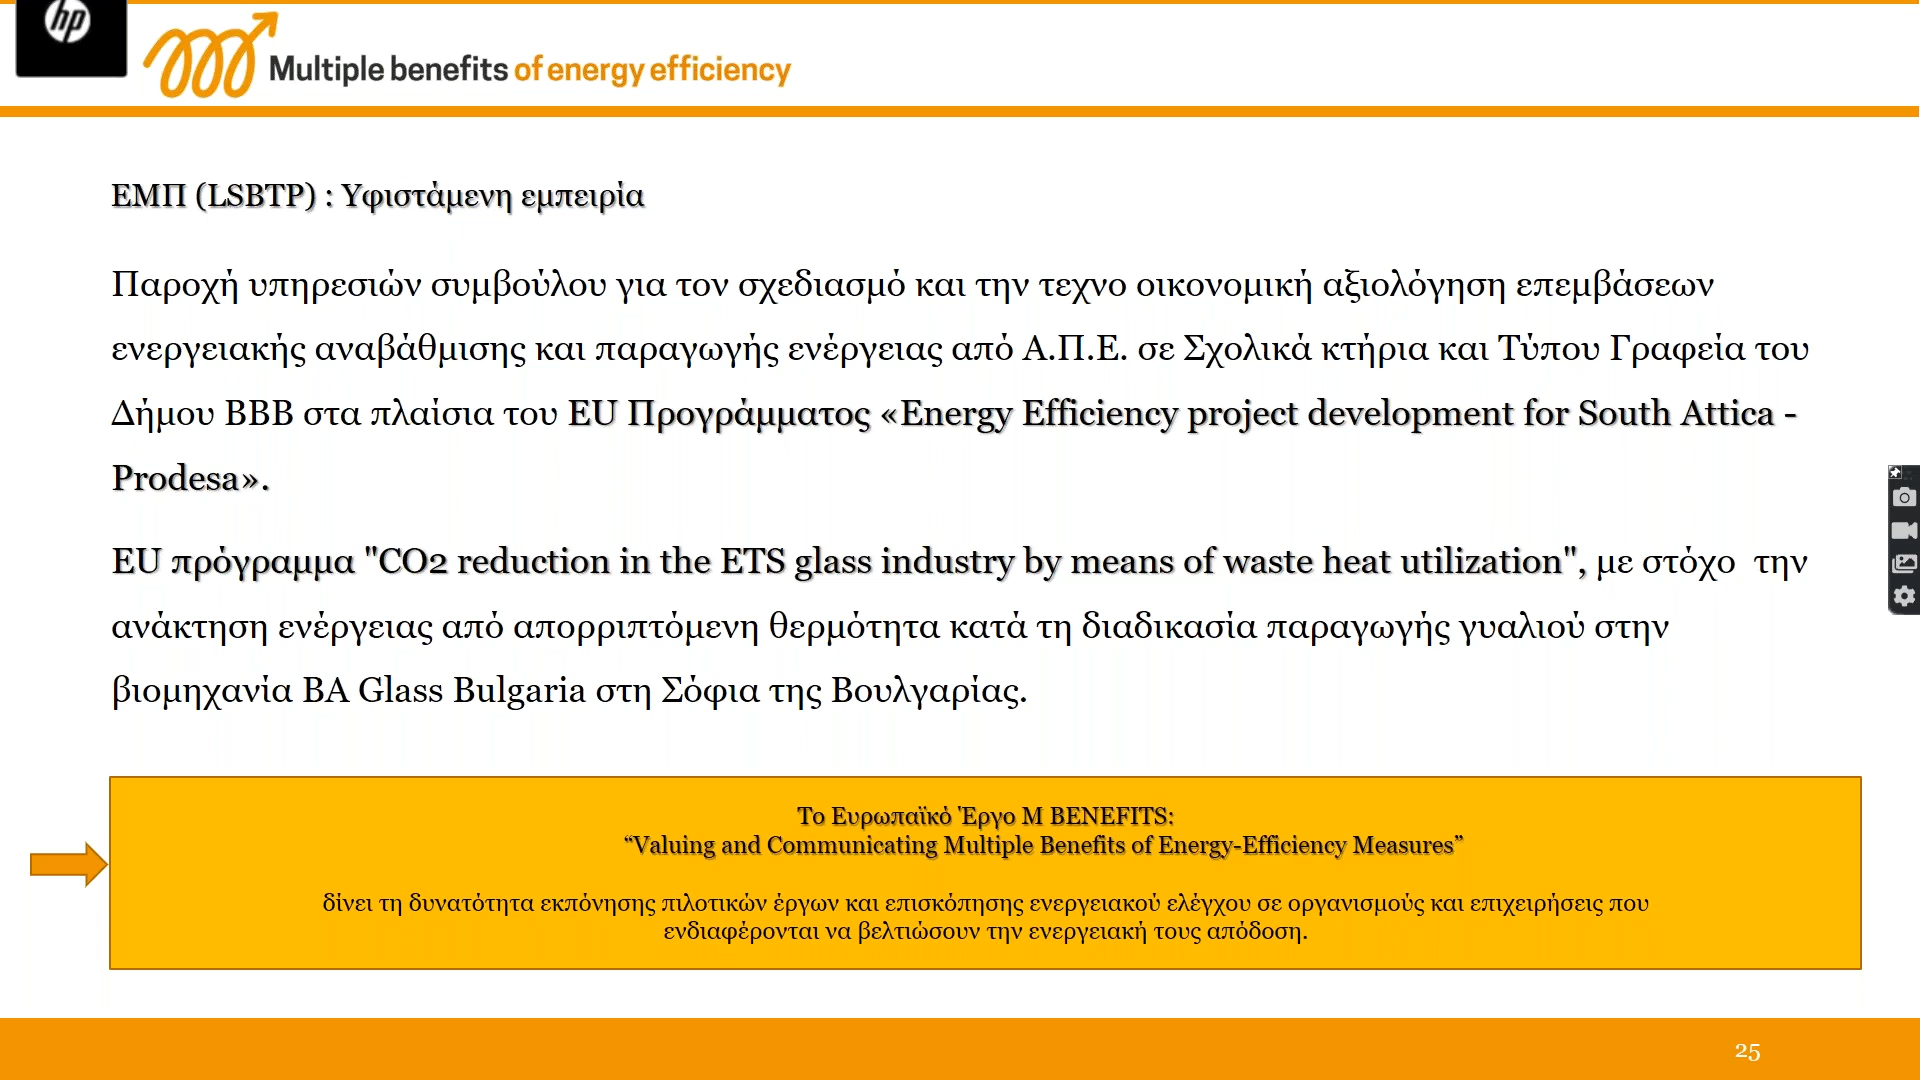 hp
Multiple benefits of energy efficiency
ΕΜΠ (LSBTP) : Υφιστάμενη εμπειρία
Παροχή υπηρεσιών συμβούλου για τον σχεδιασμό και την τεχνο οικονομική αξιολόγηση επεμβάσεων
ενεργειακής αναβάθμισης και παραγωγής ενέργειας από Α.Π.Ε. σε Σχολικά κτήρια και Τύπου Γραφεία του
Δήμου ΒΒΒ στα πλαίσια του EU Προγράμματος «Energy Efficiency project development for South Attica -
Prodesa».
EU πρόγραμμα "CO2 reduction in the ETS glass industry by means of waste heat utilization", με στόχο  την
ανάκτηση ενέργειας από απορριπτόμενη θερμότητα κατά τη διαδικασία παραγωγής γυαλιού στην
βιομηχανία BA Glass Bulgaria στη Σόφια της Βουλγαρίας.
Το Ευρωπαϊκό Έργο M BENEFITS:
“Valuing and Communicating Multiple Benefits of Energy-Efficiency Measures”
δίνει τη δυνατότητα εκπόνησης πιλοτικών έργων και επισκόπησης ενεργειακού ελέγχου σε οργανισμούς και επιχειρήσεις που
ενδιαφέρονται να βελτιώσουν την ενεργειακή τους απόδοση.
25